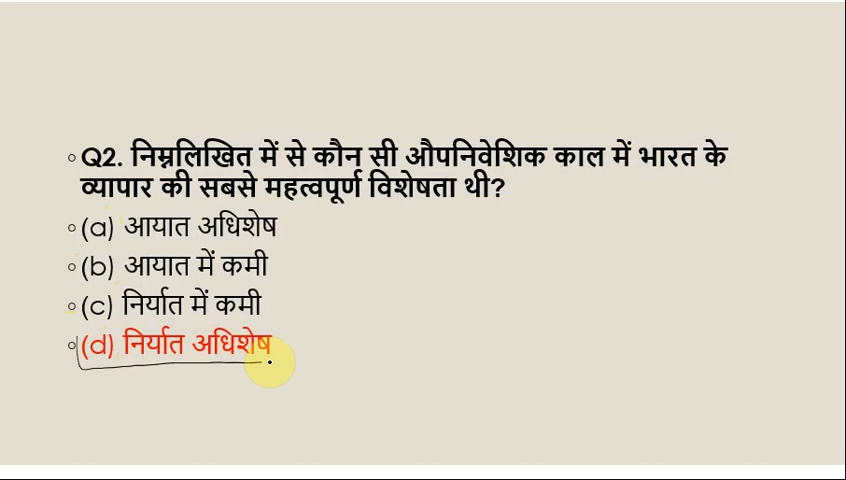 Q2. निम्नलिखित में से कौन सी औपनिवेशिक काल में भारत के
व्यापार की सबसे महत्वपूर्ण विशेषता थी?
(a) आयात अधिशेष
(b) आयात में कमी
(c) निर्यात में कमी
(d) निर्यात अधिशेष